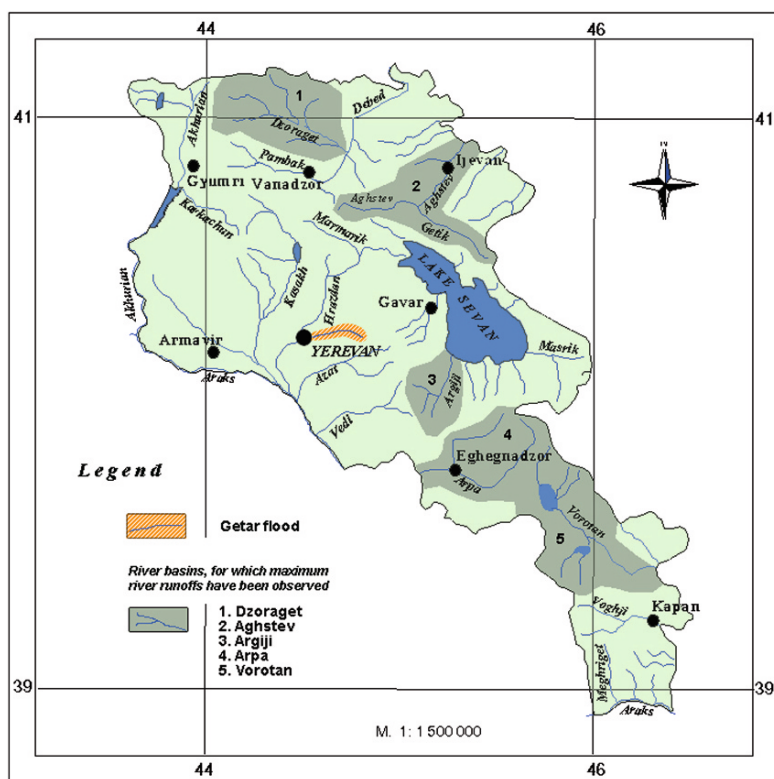 44
46
41
41
1
Debed
Dzoraget
Akhurian
Gyumri
Pambak
Vanadzor
Ijevan
2
Aghstev
Aghstev
Getik
Karkachun
Marmarik
Kasakh
Hrazdan
LAKE SEVAN
Gavar
Akhurian
Armavir
YEREVAN
Masrik
Azat
Araks
3
Argiji
Vedi
4
Eghegnadzor
Arpa
Vorotan
5
Legend
Getar flood
River basins, for which maximum
river runoffs have been observed
1. Dzoraget
2. Aghstev
3. Argiji
4. Arpa
5. Vorotan
Voghji
Kapan
Meghriget
Araks
39
39
M. 1: 1 500 000
44
46